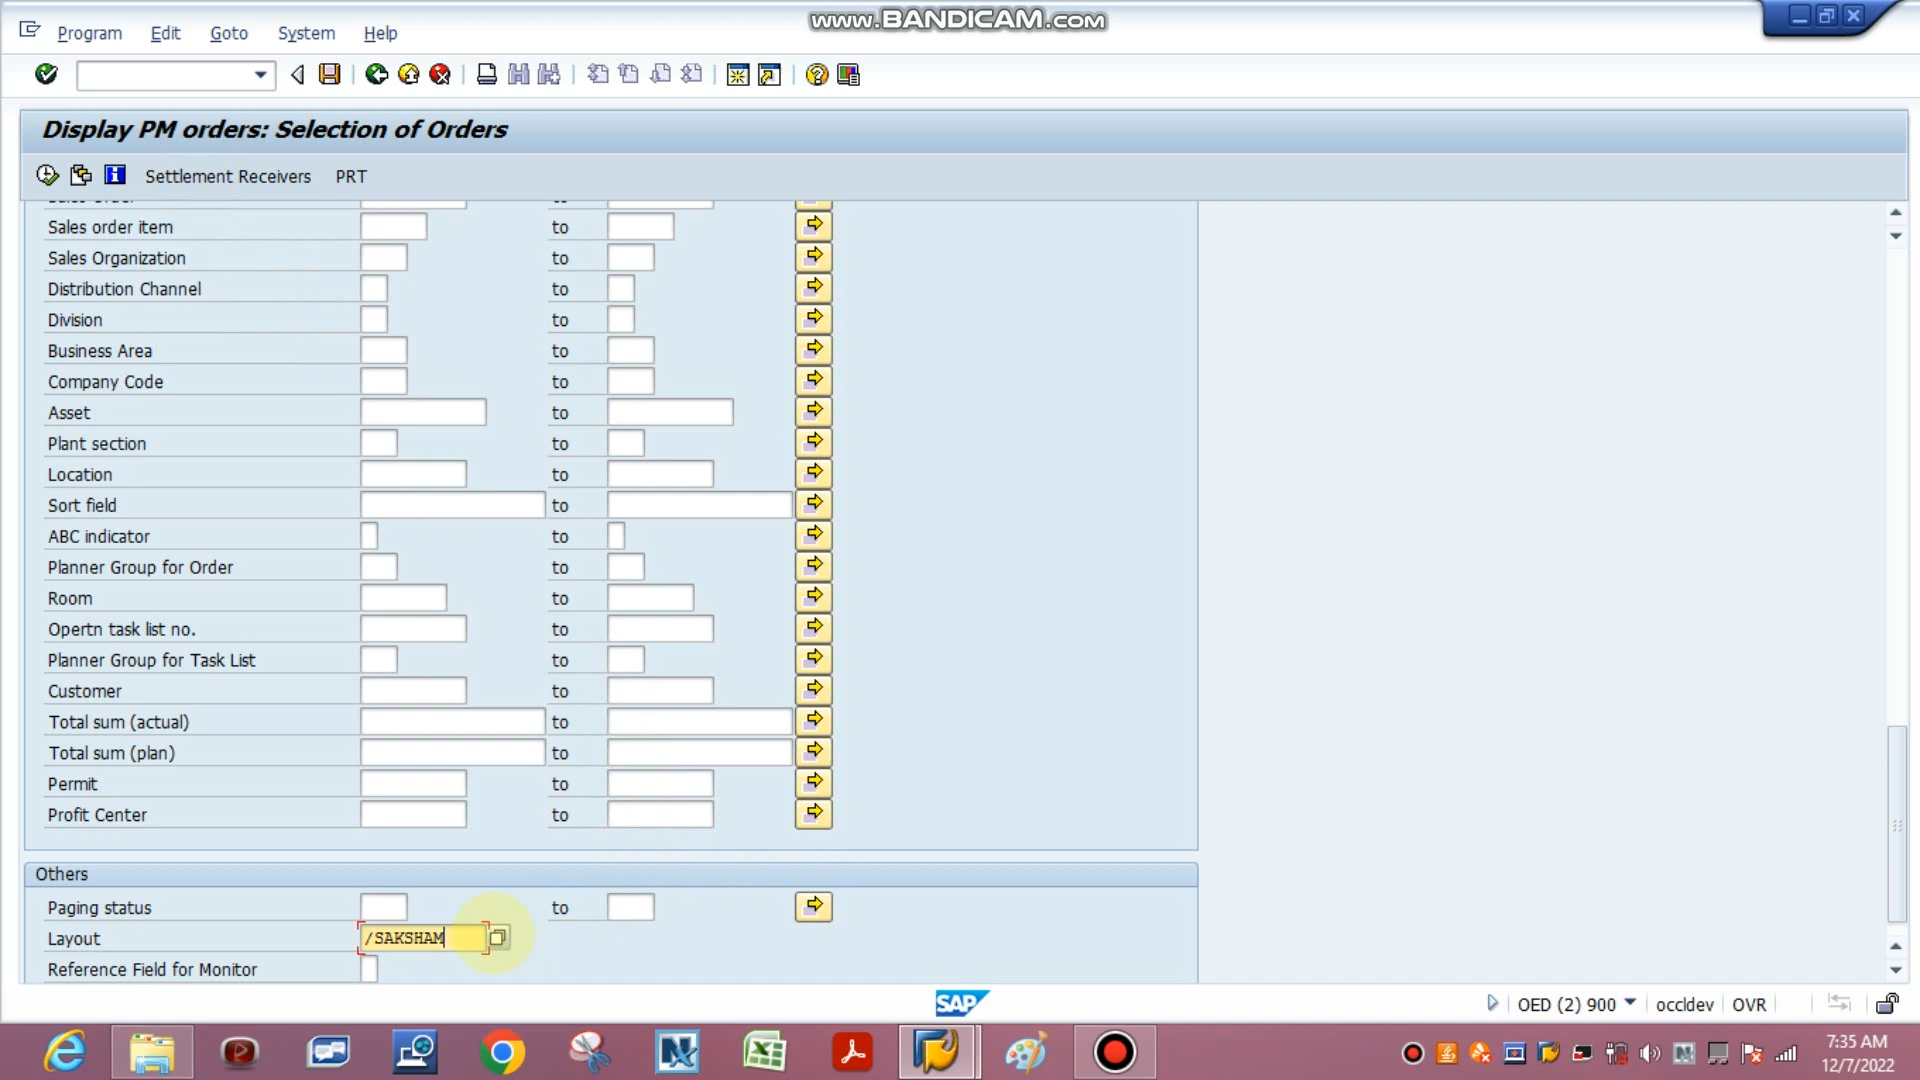 www.BANDICAM.com
Program Edit Goto System Help
Display PM orders: Selection of Orders
Settlement Receivers PRT
Sales order item to
Sales Organization to
Distribution Channel to
Division to
Business Area to
Company Code to
Asset to
Plant section to
Location to
Sort field to
ABC indicator to
Planner Group for Order to
Room to
Opertn task list no. to
Planner Group for Task List to
Customer to
Total sum (actual) to
Total sum (plan) to
Permit to
Profit Center to
Others
Paging status to
Layout /SAKSHAM
Reference Field for Monitor
SAP OED (2) 900 occldev OVR
7:35 AM
12/7/2022